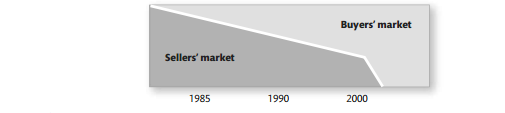 Buyers' market
Sellers' market
1985 1990 2000